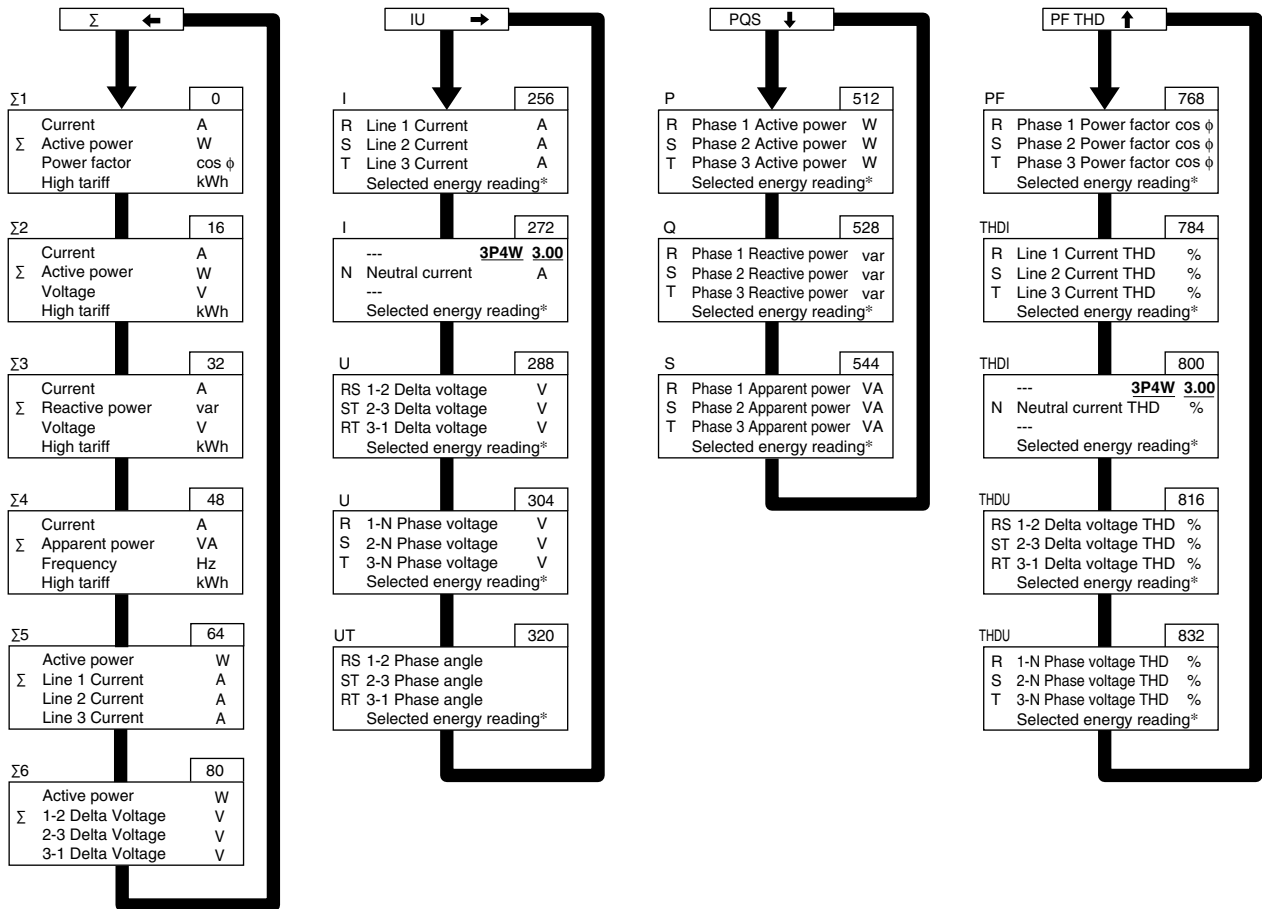 Σ ←
Σ1 0
Current A
Σ Active power W
Power factor cos ϕ
High tariff kWh
Σ2 16
Current A
Σ Active power W
Voltage V
High tariff kWh
Σ3 32
Current A
Σ Reactive power var
Voltage V
High tariff kWh
Σ4 48
Current A
Σ Apparent power VA
Frequency Hz
High tariff kWh
Σ5 64
Active power W
Σ Line 1 Current A
Line 2 Current A
Line 3 Current A
Σ6 80
Active power W
Σ 1-2 Delta Voltage V
2-3 Delta Voltage V
3-1 Delta Voltage V
IU →
I 256
R Line 1 Current A
S Line 2 Current A
T Line 3 Current A
Selected energy reading*
I 272
--- 3P4W 3.00
N Neutral current A
---
Selected energy reading*
U 288
RS 1-2 Delta voltage V
ST 2-3 Delta voltage V
RT 3-1 Delta voltage V
Selected energy reading*
U 304
R 1-N Phase voltage V
S 2-N Phase voltage V
T 3-N Phase voltage V
Selected energy reading*
UT 320
RS 1-2 Phase angle
ST 2-3 Phase angle
RT 3-1 Phase angle
Selected energy reading*
PQS ↓
P 512
R Phase 1 Active power W
S Phase 2 Active power W
T Phase 3 Active power W
Selected energy reading*
Q 528
R Phase 1 Reactive power var
S Phase 2 Reactive power var
T Phase 3 Reactive power var
Selected energy reading*
S 544
R Phase 1 Apparent power VA
S Phase 2 Apparent power VA
T Phase 3 Apparent power VA
Selected energy reading*
PF THD ↑
PF 768
R Phase 1 Power factor cos ϕ
S Phase 2 Power factor cos ϕ
T Phase 3 Power factor cos ϕ
Selected energy reading*
THDI 784
R Line 1 Current THD %
S Line 2 Current THD %
T Line 3 Current THD %
Selected energy reading*
THDI 800
--- 3P4W 3.00
N Neutral current THD %
---
Selected energy reading*
THDU 816
RS 1-2 Delta voltage THD %
ST 2-3 Delta voltage THD %
RT 3-1 Delta voltage THD %
Selected energy reading*
THDU 832
R 1-N Phase voltage THD %
S 2-N Phase voltage THD %
T 3-N Phase voltage THD %
Selected energy reading*